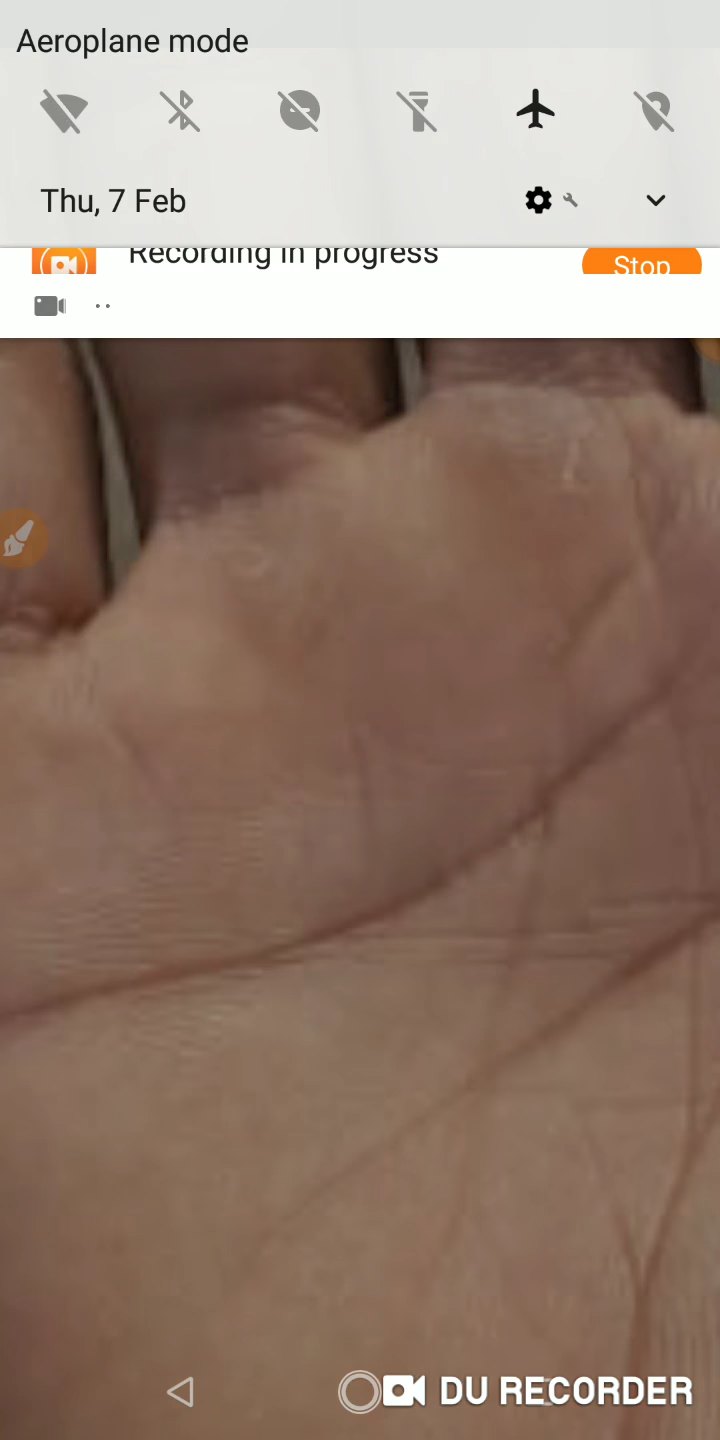 Aeroplane mode
Thu, 7 Feb
Recording in progress
Stop
DU RECORDER